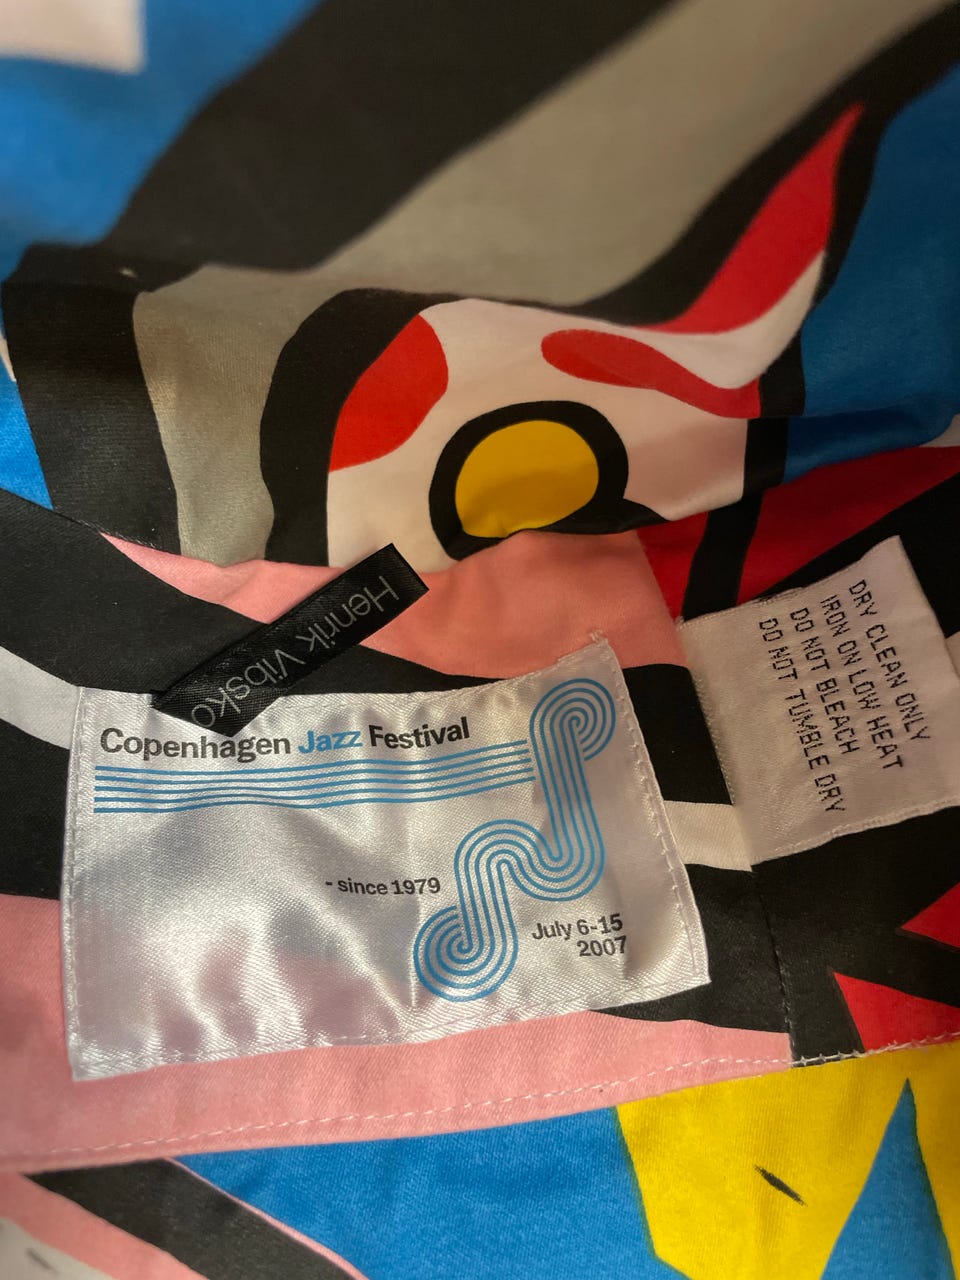 Henrik Vibskov
Copenhagen Jazz Festival
- since 1979
July 6-15
2007
DRY CLEAN ONLY
IRON ON LOW HEAT
DO NOT BLEACH
DO NOT TUMBLE DRY